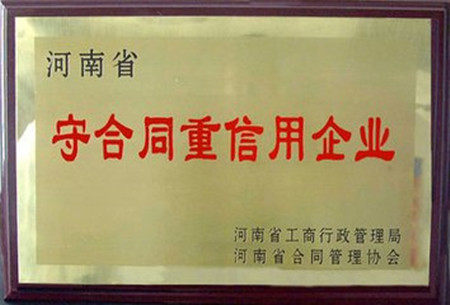 河南省
守合同重信用企业
河南省工商行政管理局
河南省合同管理协会